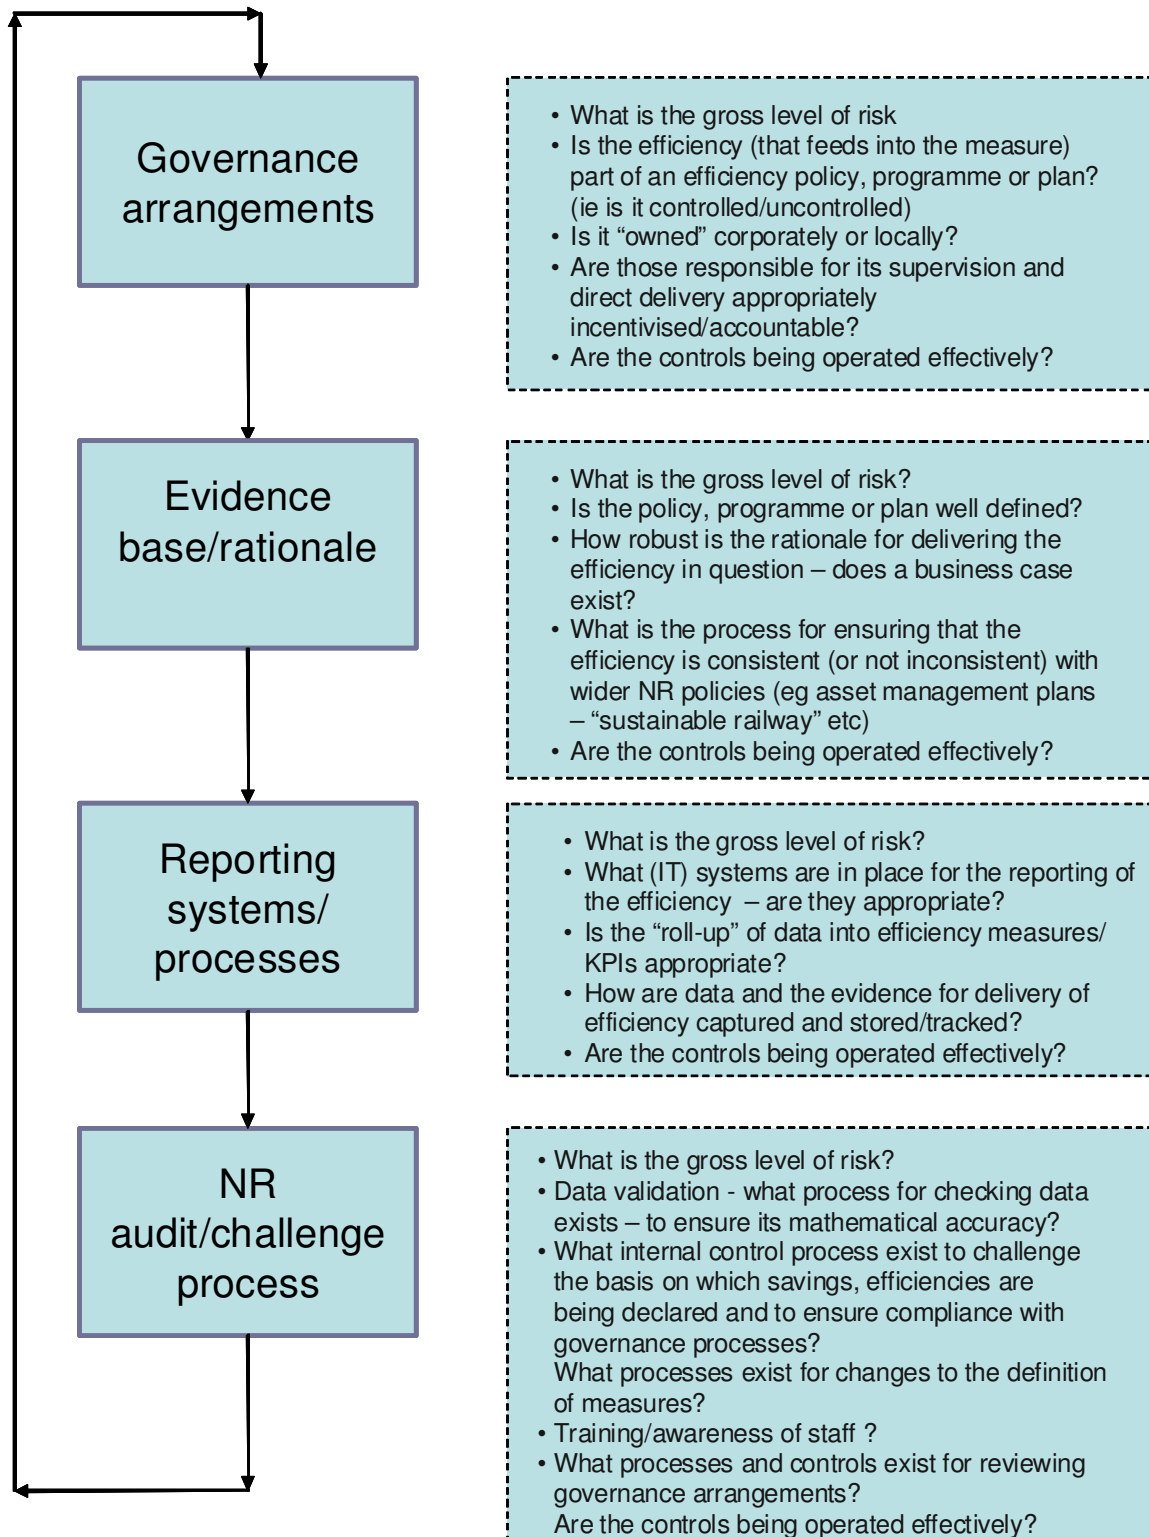 Governance
arrangements
• What is the gross level of risk
• Is the efficiency (that feeds into the measure)
part of an efficiency policy, programme or plan?
(ie is it controlled/uncontrolled)
• Is it “owned” corporately or locally?
• Are those responsible for its supervision and
direct delivery appropriately
incentivised/accountable?
• Are the controls being operated effectively?
Evidence
base/rationale
• What is the gross level of risk?
• Is the policy, programme or plan well defined?
• How robust is the rationale for delivering the
efficiency in question – does a business case
exist?
• What is the process for ensuring that the
efficiency is consistent (or not inconsistent) with
wider NR policies (eg asset management plans
– “sustainable railway” etc)
• Are the controls being operated effectively?
Reporting
systems/
processes
• What is the gross level of risk?
• What (IT) systems are in place for the reporting of
the efficiency – are they appropriate?
• Is the “roll-up” of data into efficiency measures/
KPIs appropriate?
• How are data and the evidence for delivery of
efficiency captured and stored/tracked?
• Are the controls being operated effectively?
NR
audit/challenge
process
• What is the gross level of risk?
• Data validation - what process for checking data
exists – to ensure its mathematical accuracy?
• What internal control process exist to challenge
the basis on which savings, efficiencies are
being declared and to ensure compliance with
governance processes?
What processes exist for changes to the definition
of measures?
• Training/awareness of staff ?
• What processes and controls exist for reviewing
governance arrangements?
Are the controls being operated effectively?